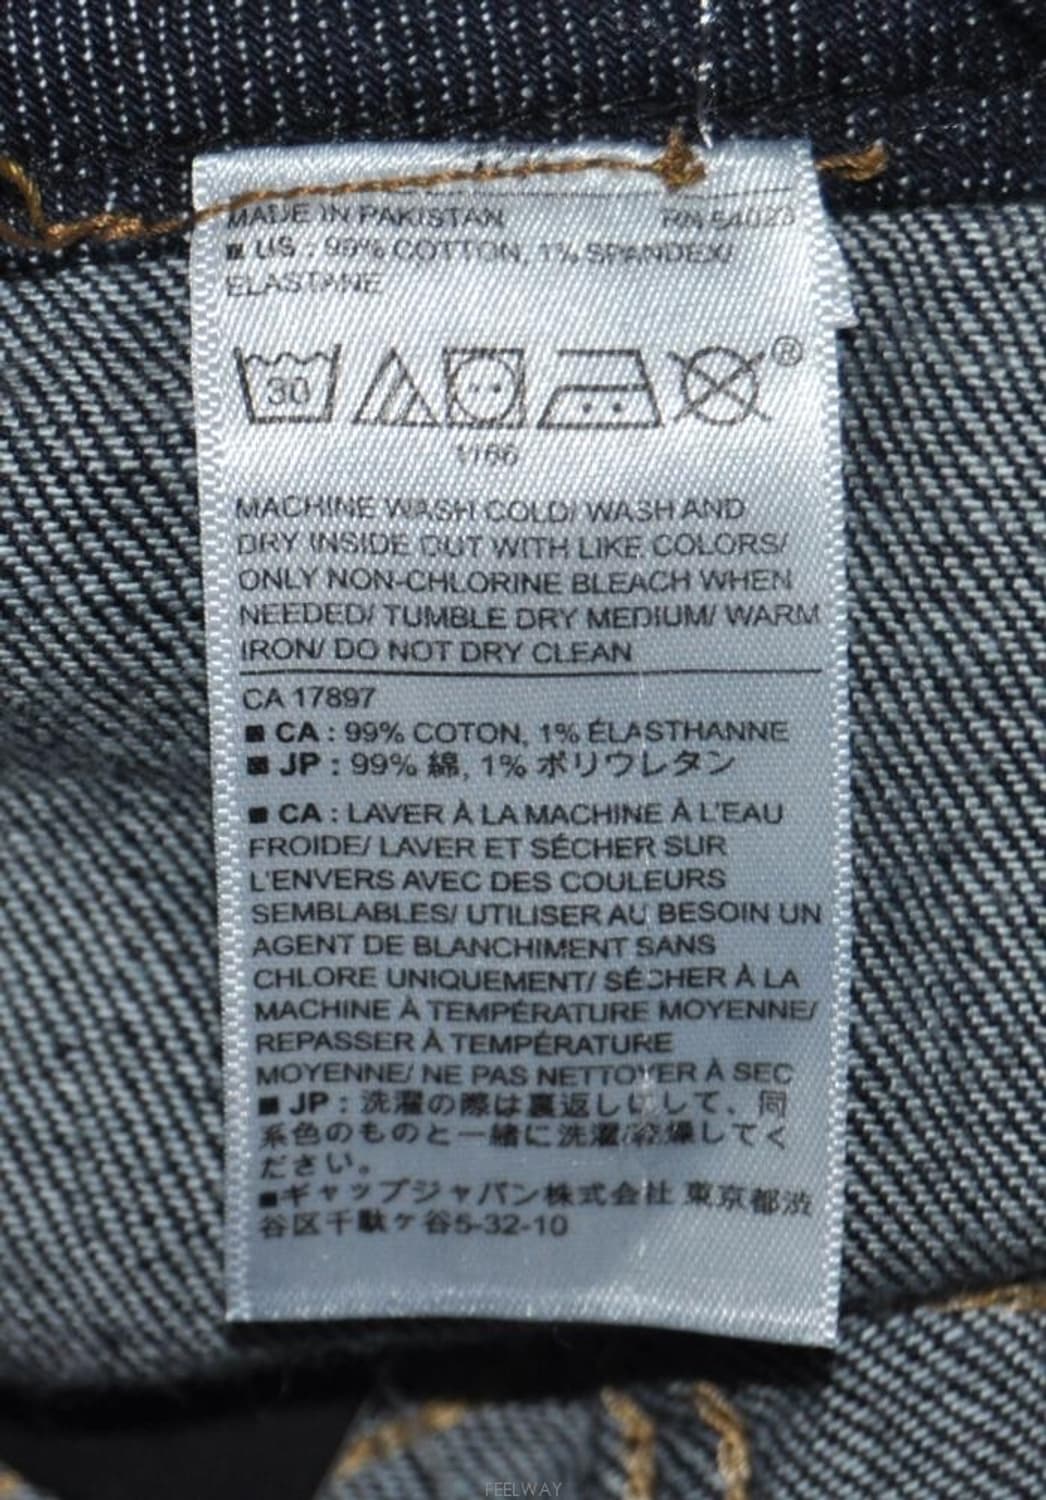 MADE IN PAKISTAN RN 54023
■ US : 99% COTTON, 1% SPANDEX/
ELASTANE
30
®
1166
MACHINE WASH COLD/ WASH AND
DRY INSIDE OUT WITH LIKE COLORS/
ONLY NON-CHLORINE BLEACH WHEN
NEEDED/ TUMBLE DRY MEDIUM/ WARM
IRON/ DO NOT DRY CLEAN
CA 17897
■ CA : 99% COTON, 1% ÉLASTHANNE
■ JP : 99% 綿, 1% ポリウレタン
■ CA : LAVER À LA MACHINE À L'EAU
FROIDE/ LAVER ET SÉCHER SUR
L'ENVERS AVEC DES COULEURS
SEMBLABLES/ UTILISER AU BESOIN UN
AGENT DE BLANCHIMENT SANS
CHLORE UNIQUEMENT/ SÉCHER À LA
MACHINE À TEMPÉRATURE MOYENNE/
REPASSER À TEMPÉRATURE
MOYENNE/ NE PAS NETTOYER À SEC
■ JP : 洗濯の際は裏返しにして、同
系色のものと一緒に洗濯/乾燥してく
ださい。
■ギャップジャパン株式会社 東京都渋
谷区千駄ヶ谷5-32-10
FEELWAY